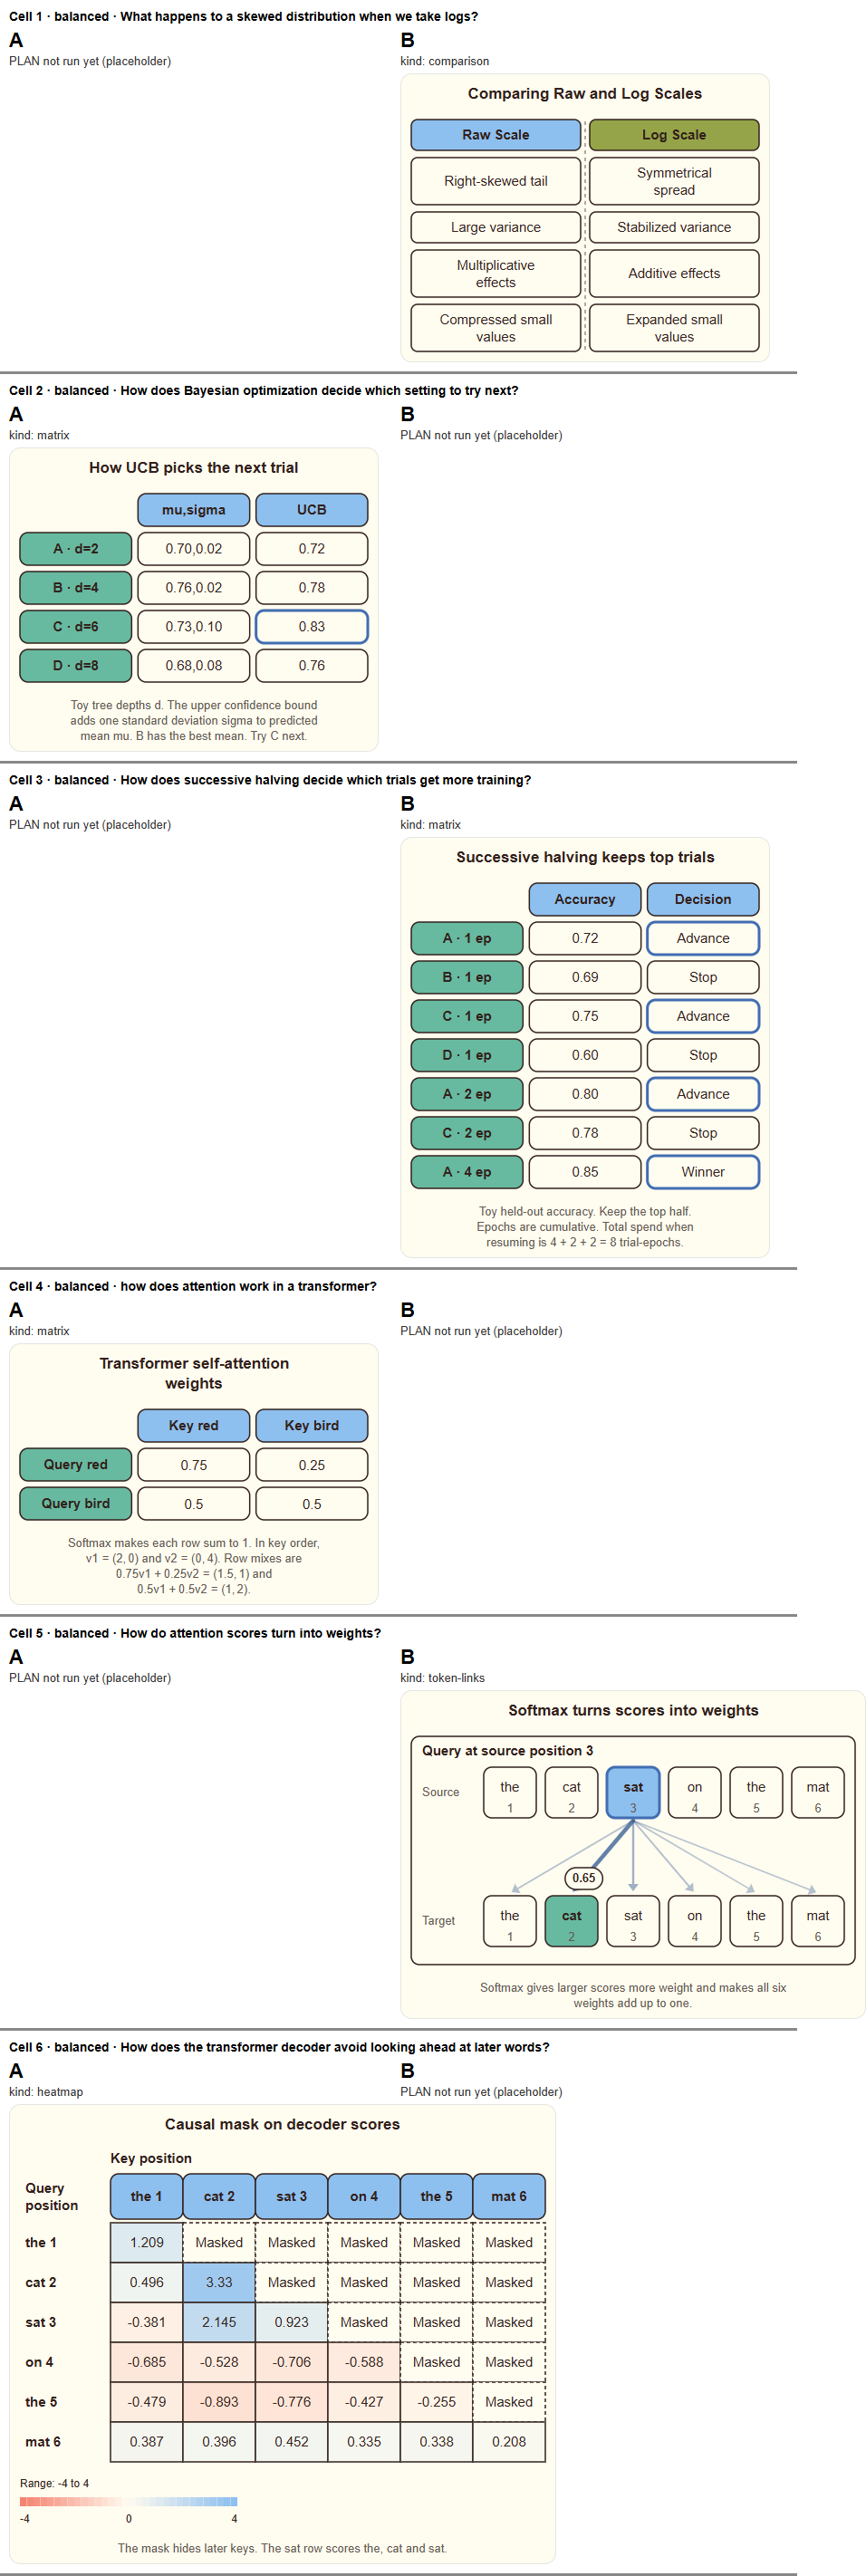 Cell 1 · balanced · What happens to a skewed distribution when we take logs?
A
PLAN not run yet (placeholder)
B
kind: comparison
Comparing Raw and Log Scales
Raw Scale
Log Scale
Right-skewed tail
Symmetrical
spread
Large variance
Stabilized variance
Multiplicative
effects
Additive effects
Compressed small
values
Expanded small
values
Cell 2 · balanced · How does Bayesian optimization decide which setting to try next?
A
kind: matrix
How UCB picks the next trial
mu,sigma
UCB
A · d=2
0.70,0.02
0.72
B · d=4
0.76,0.02
0.78
C · d=6
0.73,0.10
0.83
D · d=8
0.68,0.08
0.76
Toy tree depths d. The upper confidence bound
adds one standard deviation sigma to predicted
mean mu. B has the best mean. Try C next.
B
PLAN not run yet (placeholder)
Cell 3 · balanced · How does successive halving decide which trials get more training?
A
PLAN not run yet (placeholder)
B
kind: matrix
Successive halving keeps top trials
Accuracy
Decision
A · 1 ep
0.72
Advance
B · 1 ep
0.69
Stop
C · 1 ep
0.75
Advance
D · 1 ep
0.60
Stop
A · 2 ep
0.80
Advance
C · 2 ep
0.78
Stop
A · 4 ep
0.85
Winner
Toy held-out accuracy. Keep the top half.
Epochs are cumulative. Total spend when
resuming is 4 + 2 + 2 = 8 trial-epochs.
Cell 4 · balanced · how does attention work in a transformer?
A
kind: matrix
Transformer self-attention
weights
Key red
Key bird
Query red
0.75
0.25
Query bird
0.5
0.5
Softmax makes each row sum to 1. In key order,
v1 = (2, 0) and v2 = (0, 4). Row mixes are
0.75v1 + 0.25v2 = (1.5, 1) and
0.5v1 + 0.5v2 = (1, 2).
B
PLAN not run yet (placeholder)
Cell 5 · balanced · How do attention scores turn into weights?
A
PLAN not run yet (placeholder)
B
kind: token-links
Softmax turns scores into weights
Query at source position 3
Source
the
1
cat
2
sat
3
on
4
the
5
mat
6
0.65
Target
the
1
cat
2
sat
3
on
4
the
5
mat
6
Softmax gives larger scores more weight and makes all six
weights add up to one.
Cell 6 · balanced · How does the transformer decoder avoid looking ahead at later words?
A
kind: heatmap
Causal mask on decoder scores
Key position
Query
position
the 1
cat 2
sat 3
on 4
the 5
mat 6
the 1
1.209
Masked
Masked
Masked
Masked
Masked
cat 2
0.496
3.33
Masked
Masked
Masked
Masked
sat 3
-0.381
2.145
0.923
Masked
Masked
Masked
on 4
-0.685
-0.528
-0.706
-0.588
Masked
Masked
the 5
-0.479
-0.893
-0.776
-0.427
-0.255
Masked
mat 6
0.387
0.396
0.452
0.335
0.338
0.208
Range: -4 to 4
-4
0
4
The mask hides later keys. The sat row scores the, cat and sat.
B
PLAN not run yet (placeholder)